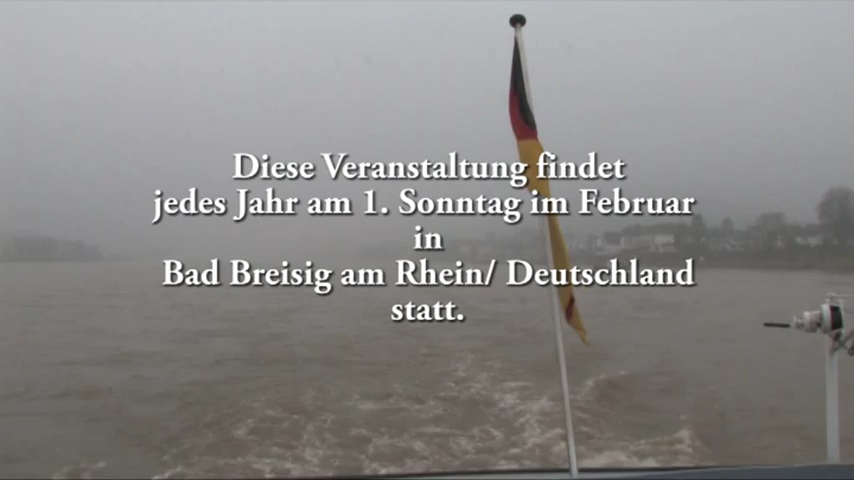 Diese Veranstaltung findet
jedes Jahr am 1. Sonntag im Februar
in
Bad Breisig am Rhein/ Deutschland
statt.